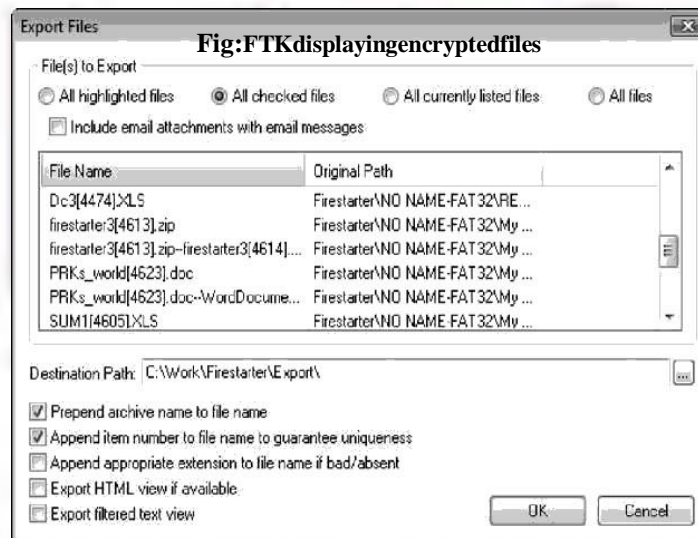 Export Files
Fig:FTKdisplayingencryptedfiles
File(s) to Export
All highlighted files All checked files All currently listed files All files
Include email attachments with email messages
File Name Original Path
Dc3[4474].XLS Firestarter\NO NAME-FAT32\RE...
firestarter3[4613].zip Firestarter\NO NAME-FAT32\My ...
firestarter3[4613].zip--firestarter3[4614].... Firestarter\NO NAME-FAT32\My ...
PRKs_world[4623].doc Firestarter\NO NAME-FAT32\My ...
PRKs_world[4623].doc--WordDocume... Firestarter\NO NAME-FAT32\My ...
SUM1[4605].XLS Firestarter\NO NAME-FAT32\My ...
Destination Path: C:\Work\Firestarter\Export\
...
Prepend archive name to file name
Append item number to file name to guarantee uniqueness
Append appropriate extension to file name if bad/absent
Export HTML view if available
Export filtered text view
OK Cancel